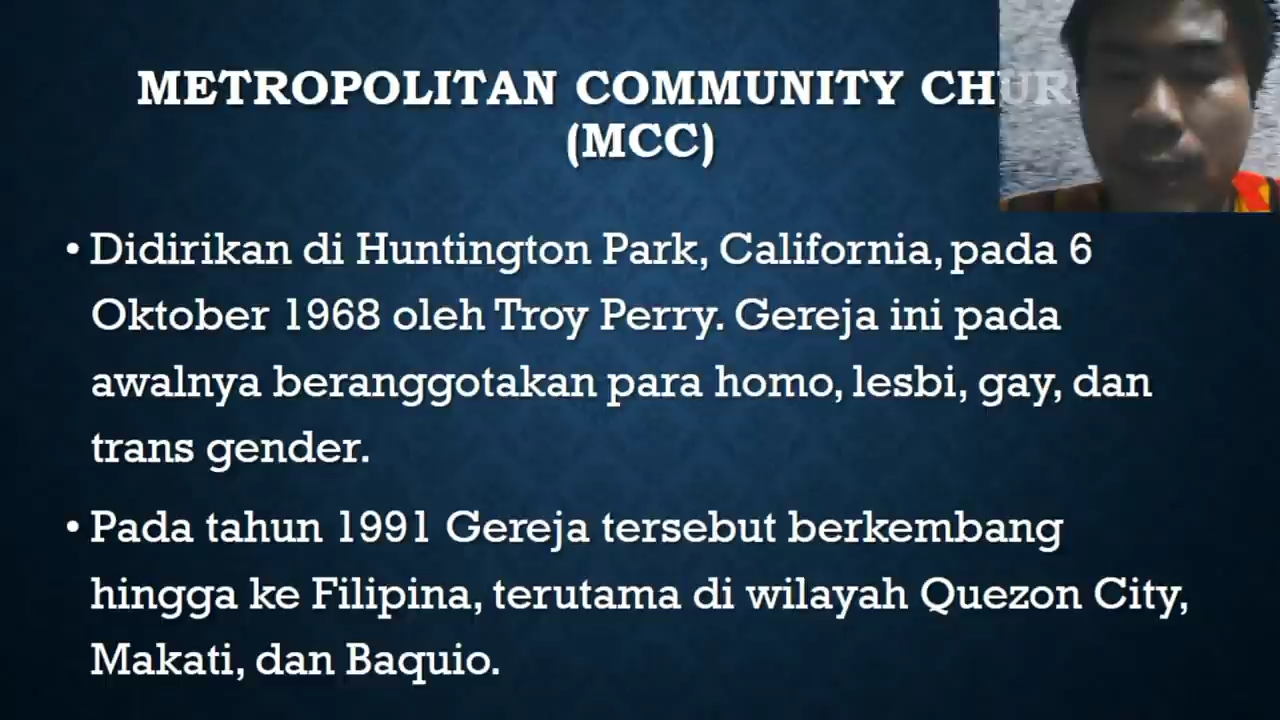 METROPOLITAN COMMUNITY CHUR
(MCC)
• Didirikan di Huntington Park, California, pada 6
Oktober 1968 oleh Troy Perry. Gereja ini pada
awalnya beranggotakan para homo, lesbi, gay, dan
trans gender.
• Pada tahun 1991 Gereja tersebut berkembang
hingga ke Filipina, terutama di wilayah Quezon City,
Makati, dan Baquio.